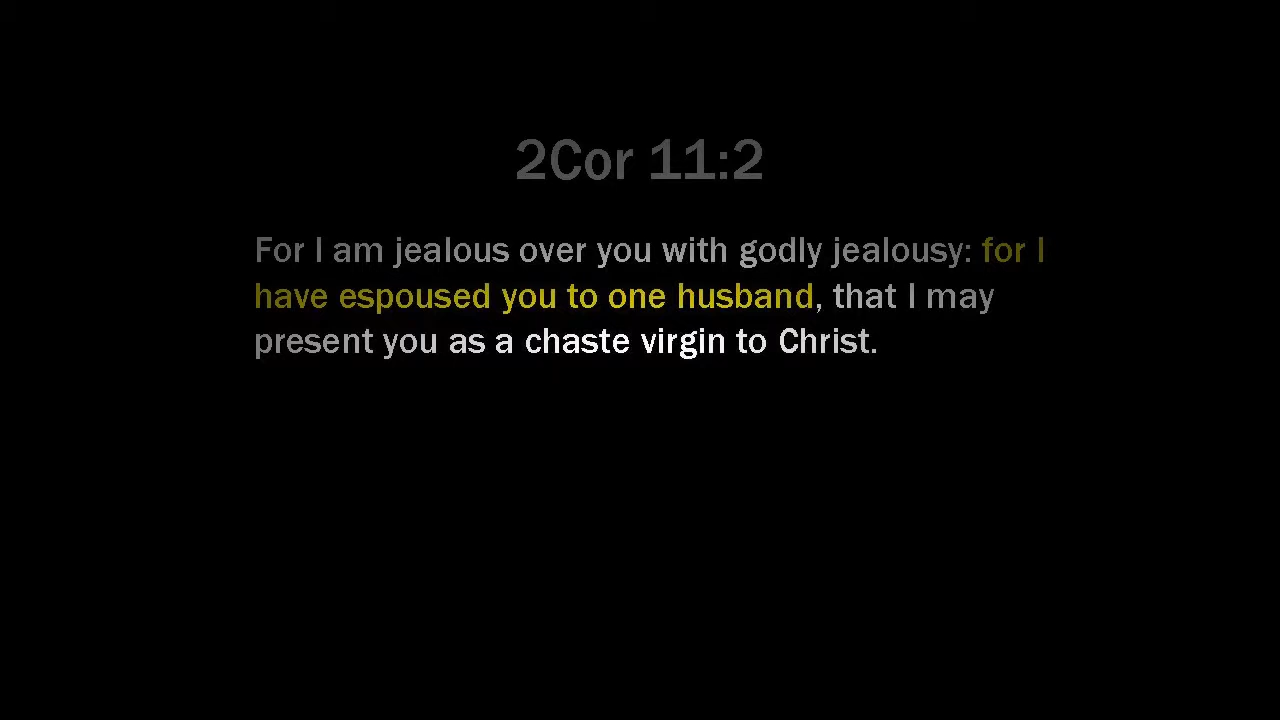 2Cor 11:2
For I am jealous over you with godly jealousy: for I
have espoused you to one husband, that I may
present you as a chaste virgin to Christ.